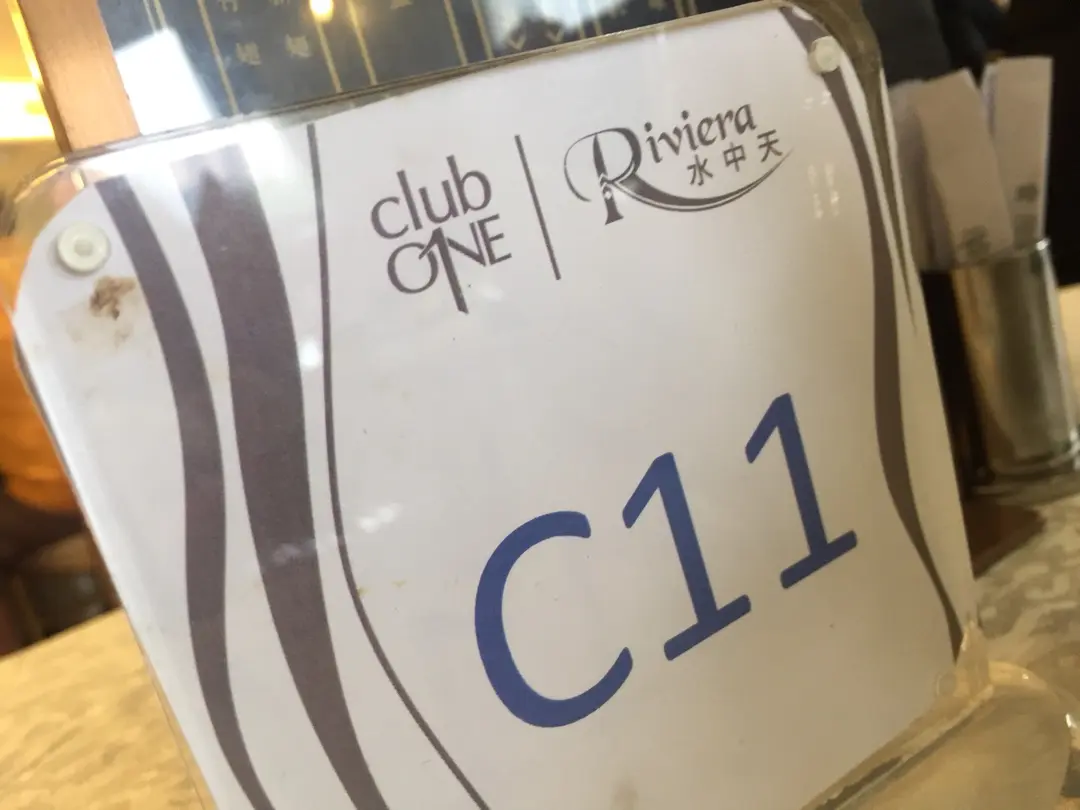 club
ONE
Riviera
水中天
C11